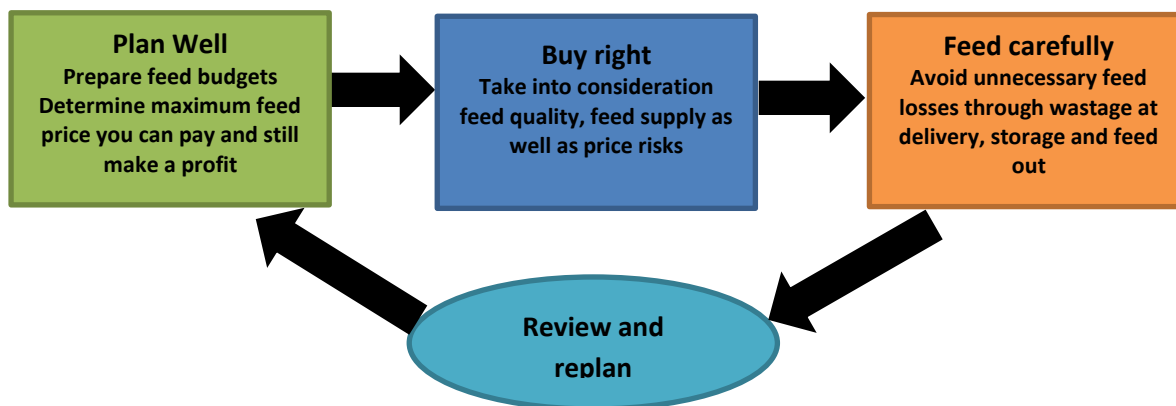 Plan Well
Prepare feed budgets
Determine maximum feed
price you can pay and still
make a profit
Buy right
Take into consideration
feed quality, feed supply as
well as price risks
Feed carefully
Avoid unnecessary feed
losses through wastage at
delivery, storage and feed
out
Review and
replan